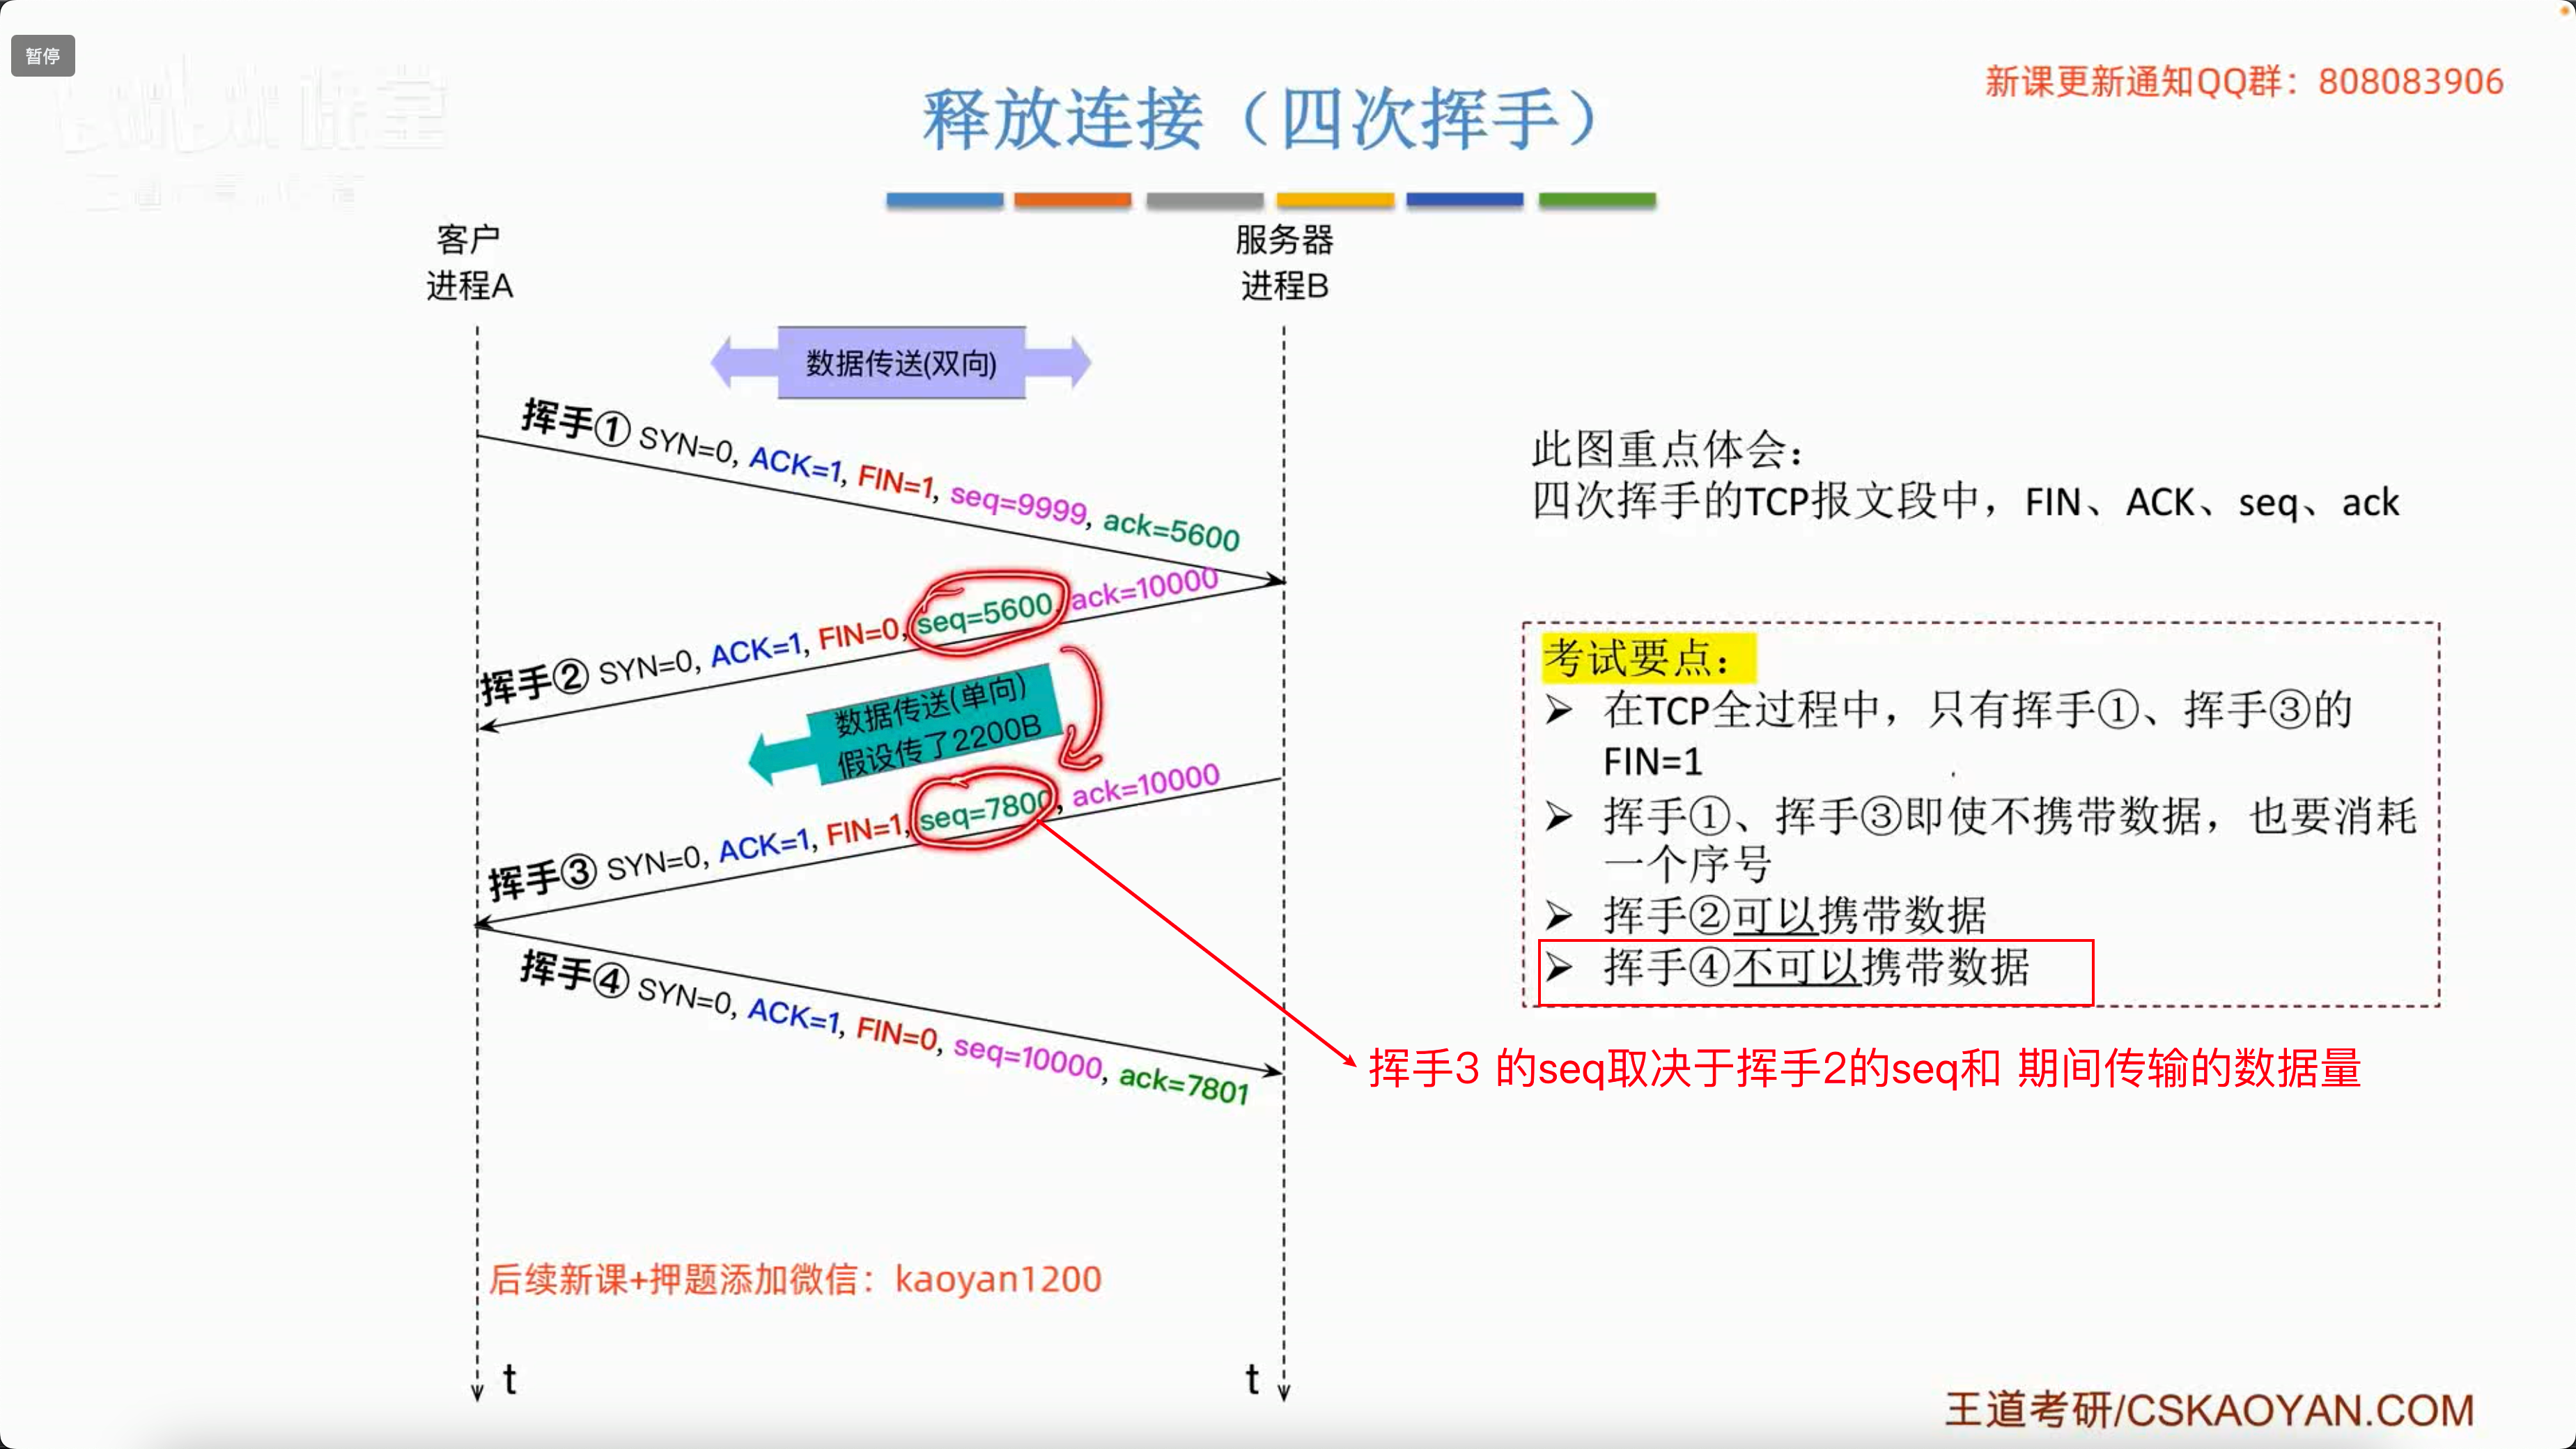 暂停
新课更新通知QQ群：808083906
释放连接（四次挥手）
客户
进程A
服务器
进程B
数据传送(双向)
挥手① SYN=0, ACK=1, FIN=1, seq=9999, ack=5600
挥手② SYN=0, ACK=1, FIN=0, seq=5600, ack=10000
数据传送(单向)
假设传了2200B
挥手③ SYN=0, ACK=1, FIN=1, seq=7800, ack=10000
挥手④ SYN=0, ACK=1, FIN=0, seq=10000, ack=7801
此图重点体会：
四次挥手的TCP报文段中，FIN、ACK、seq、ack
考试要点：
➢ 在TCP全过程中，只有挥手①、挥手③的
FIN=1
➢ 挥手①、挥手③即使不携带数据，也要消耗
一个序号
➢ 挥手②可以携带数据
➢ 挥手④不可以携带数据
挥手3 的seq取决于挥手2的seq和 期间传输的数据量
后续新课+押题添加微信：kaoyan1200
t
t
王道考研/CSKAOYAN.COM